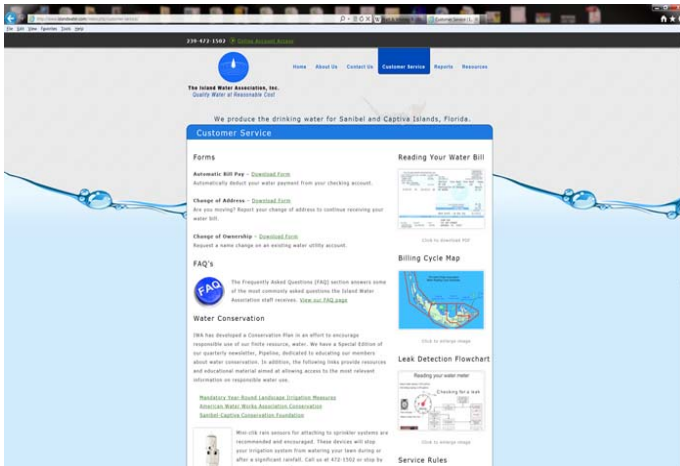 File Edit View Favorites Tools Help
239-472-1502 Online Account Access
The Island Water Association, Inc.
Quality Water at Reasonable Cost
Home About Us Contact Us Customer Service Reports Resources
We produce the drinking water for Sanibel and Captiva Islands, Florida.
Customer Service
Forms
Automatic Bill Pay – Download Form
Automatically deduct your water payment from your checking account.
Change of Address – Download Form
Are you moving? Report your change of address to continue receiving your
water bill.
Change of Ownership – Download Form
Request a name change on an existing water utility account.
FAQ's
FAQ
The Frequently Asked Questions (FAQ) section answers some
of the most commonly asked questions the Island Water
Association staff receives. View our FAQ page
Water Conservation
IWA has developed a Conservation Plan in an effort to encourage
responsible use of our finite resource, water. We have a Special Edition of
our quarterly newsletter, Pipeline, dedicated to educating our members
about water conservation. In addition, the following links provide resources
and educational material aimed at allowing access to the most relevant
information on responsible water use.
Mandatory Year-Round Landscape Irrigation Measures
American Water Works Association Conservation
Sanibel-Captiva Conservation Foundation
Mini-clik rain sensors for attaching to sprinkler systems are
recommended and encouraged. These devices will stop
your irrigation system from watering your lawn during or
after a significant rainfall. Call us at 472-1502 or stop by
Reading Your Water Bill
Click to download PDF
Billing Cycle Map
Click to enlarge image
Leak Detection Flowchart
Reading your water meter
Checking for a leak
Click to enlarge image
Service Rules